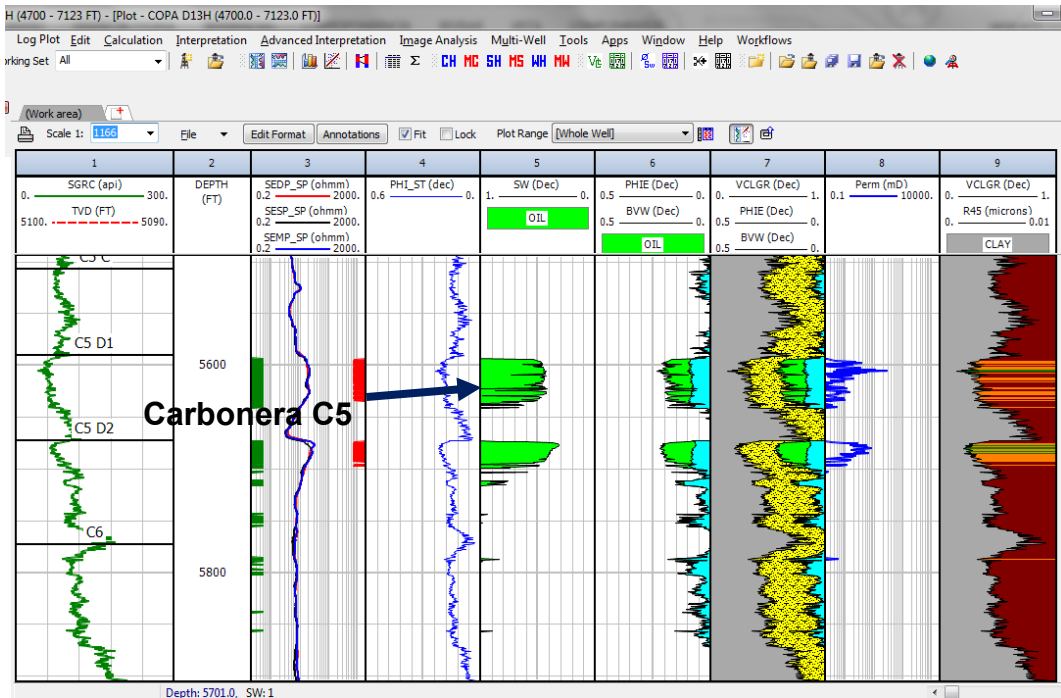 H (4700 - 7123 FT) - [Plot - COPA D13H (4700.0 - 7123.0 FT)]
Log Plot Edit Calculation Interpretation Advanced Interpretation Image Analysis Multi-Well Tools Apps Window Help Workflows
rking Set All Σ CH MC SH MS WH MW
(Work area) +
Scale 1: 1166 File Edit Format Annotations Fit Lock Plot Range [Whole Well]
1 2 3 4 5 6 7 8 9
SGRC (api)
0. 300.
TVD (FT)
5100. 5090.
DEPTH
(FT)
SEDP_SP (ohmm)
0.2 2000.
SESP_SP (ohmm)
0.2 2000.
SEMP_SP (ohmm)
0.2 2000.
PHI_ST (dec)
0.6 0.
SW (Dec)
1. 0.
OIL
PHIE (Dec)
0.5 0.
BVW (Dec)
0.5 0.
OIL
VCLGR (Dec)
0. 1.
PHIE (Dec)
0.5 0.
BVW (Dec)
0.5 0.
Perm (mD)
0.1 10000.
VCLGR (Dec)
0. 1.
R45 (microns)
0. 0.01
CLAY
C5 C
C5 D1
5600
Carbonera C5
C5 D2
C6
5800
Depth: 5701.0, SW: 1